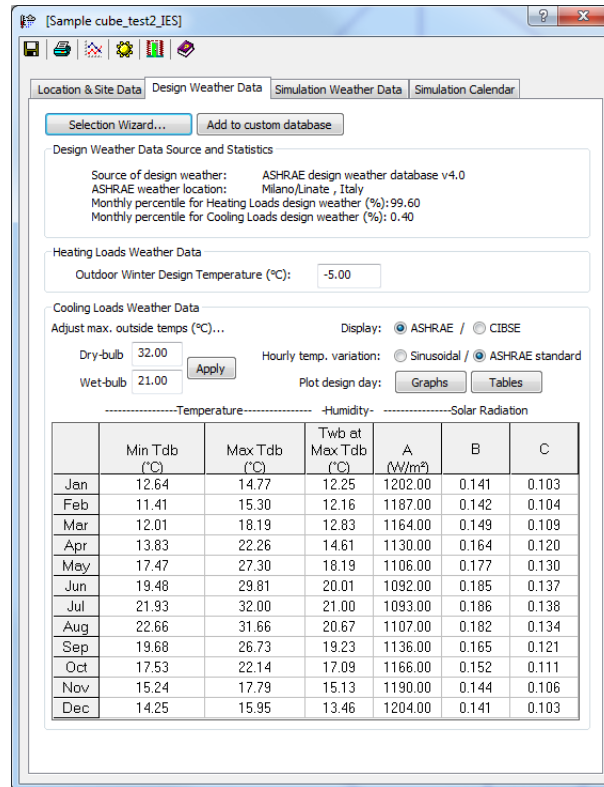 [Sample cube_test2_IES]
Location & Site Data Design Weather Data Simulation Weather Data Simulation Calendar
Selection Wizard... Add to custom database
Design Weather Data Source and Statistics
Source of design weather: ASHRAE design weather database v4.0
ASHRAE weather location: Milano/Linate , Italy
Monthly percentile for Heating Loads design weather (%):99.60
Monthly percentile for Cooling Loads design weather (%): 0.40
Heating Loads Weather Data
Outdoor Winter Design Temperature (°C): -5.00
Cooling Loads Weather Data
Adjust max. outside temps (°C)... Display: ASHRAE / CIBSE
Dry-bulb 32.00 Apply Hourly temp. variation: Sinusoidal / ASHRAE standard
Wet-bulb 21.00 Plot design day: Graphs Tables
-----------------Temperature---------------- -Humidity- ----------------Solar Radiation
Min Tdb (°C) Max Tdb (°C) Twb at Max Tdb (°C) A (W/m²) B C
Jan 12.64 14.77 12.25 1202.00 0.141 0.103
Feb 11.41 15.30 12.16 1187.00 0.142 0.104
Mar 12.01 18.19 12.83 1164.00 0.149 0.109
Apr 13.83 22.26 14.61 1130.00 0.164 0.120
May 17.47 27.30 18.19 1106.00 0.177 0.130
Jun 19.48 29.81 20.01 1092.00 0.185 0.137
Jul 21.93 32.00 21.00 1093.00 0.186 0.138
Aug 22.66 31.66 20.67 1107.00 0.182 0.134
Sep 19.68 26.73 19.23 1136.00 0.165 0.121
Oct 17.53 22.14 17.09 1166.00 0.152 0.111
Nov 15.24 17.79 15.13 1190.00 0.144 0.106
Dec 14.25 15.95 13.46 1204.00 0.141 0.103